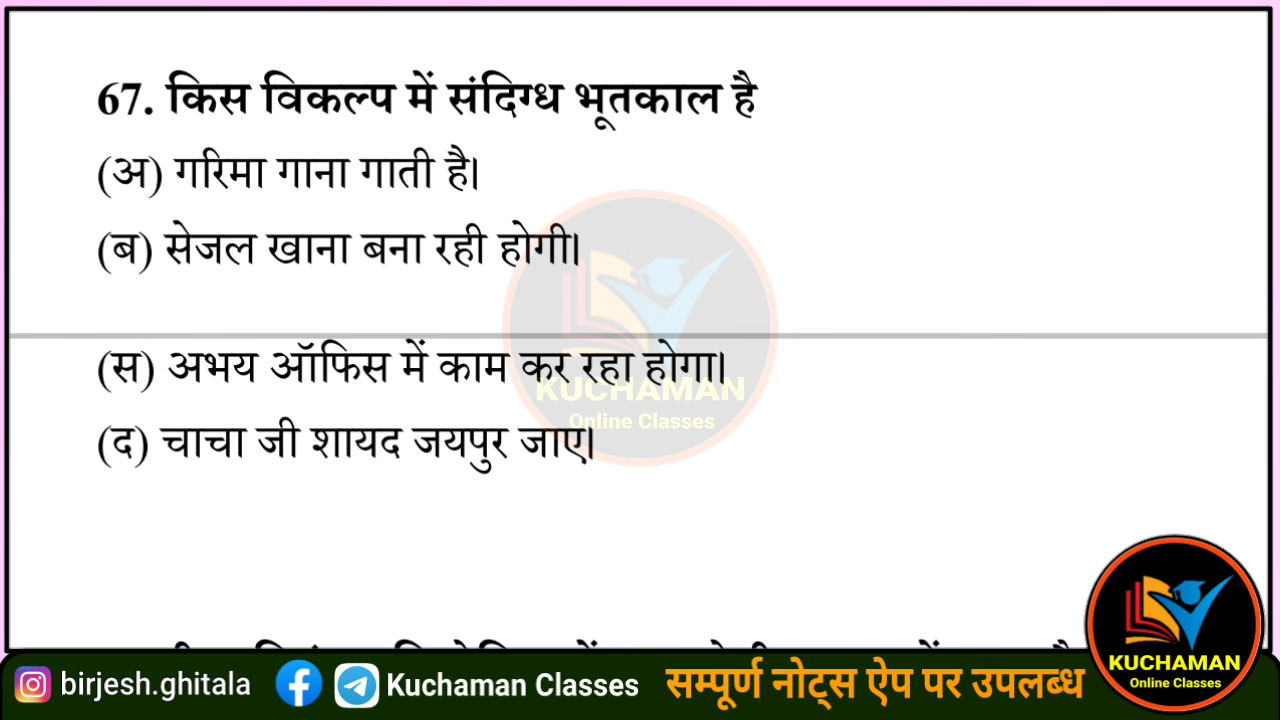 67. किस विकल्प में संदिग्ध भूतकाल है
(अ) गरिमा गाना गाती है।
(ब) सेजल खाना बना रही होगी।
(स) अभय ऑफिस में काम कर रहा होगा।
KUCHAMAN
Online Classes
(द) चाचा जी शायद जयपुर जाए।
KUCHAMAN
Online Classes
birjesh.ghitala
Kuchaman Classes
सम्पूर्ण नोट्स ऐप पर उपलब्ध